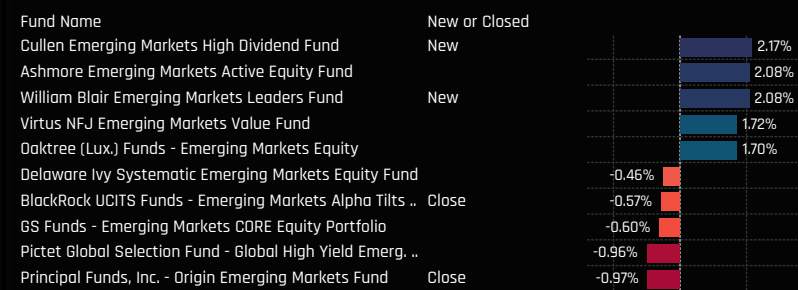 Fund Name New or Closed
Cullen Emerging Markets High Dividend Fund New 2.17%
Ashmore Emerging Markets Active Equity Fund 2.08%
William Blair Emerging Markets Leaders Fund New 2.08%
Virtus NFJ Emerging Markets Value Fund 1.72%
Oaktree (Lux.) Funds - Emerging Markets Equity 1.70%
Delaware Ivy Systematic Emerging Markets Equity Fund -0.46%
BlackRock UCITS Funds - Emerging Markets Alpha Tilts .. Close -0.57%
GS Funds - Emerging Markets CORE Equity Portfolio -0.60%
Pictet Global Selection Fund - Global High Yield Emerg. .. -0.96%
Principal Funds, Inc. - Origin Emerging Markets Fund Close -0.97%